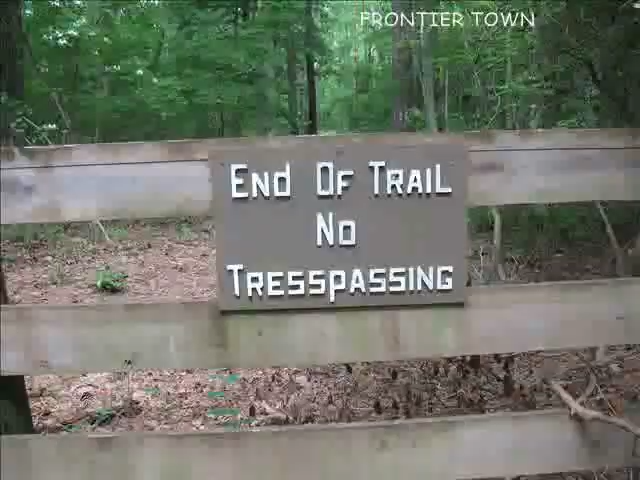 FRONTIER TOWN
END OF TRAIL
NO
TRESSPASSING